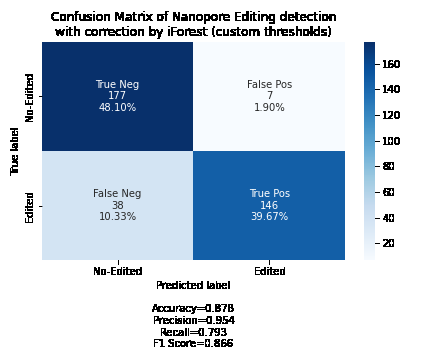 Confusion Matrix of Nanopore Editing detection
with correction by iForest (custom thresholds)
True Neg
177
48.10%
False Pos
7
1.90%
False Neg
38
10.33%
True Pos
146
39.67%
No-Edited
Edited
True label
No-Edited
Edited
Predicted label
160
140
120
100
80
60
40
20
Accuracy=0.878
Precision=0.954
Recall=0.793
F1 Score=0.866